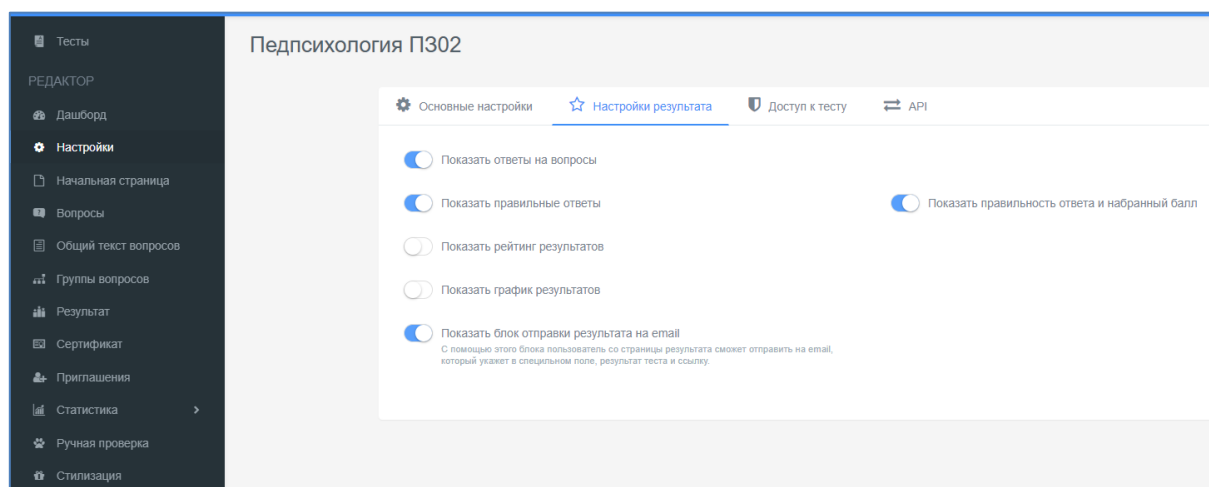 Тесты
РЕДАКТОР
Дашборд
Настройки
Начальная страница
Вопросы
Общий текст вопросов
Группы вопросов
Результат
Сертификат
Приглашения
Статистика
Ручная проверка
Стилизация
Педпсихология П302
Основные настройки
Настройки результата
Доступ к тесту
API
Показать ответы на вопросы
Показать правильные ответы
Показать правильность ответа и набранный балл
Показать рейтинг результатов
Показать график результатов
Показать блок отправки результата на email
С помощью этого блока пользователь со страницы результата сможет отправить на email,
который укажет в специльном поле, результат теста и ссылку.